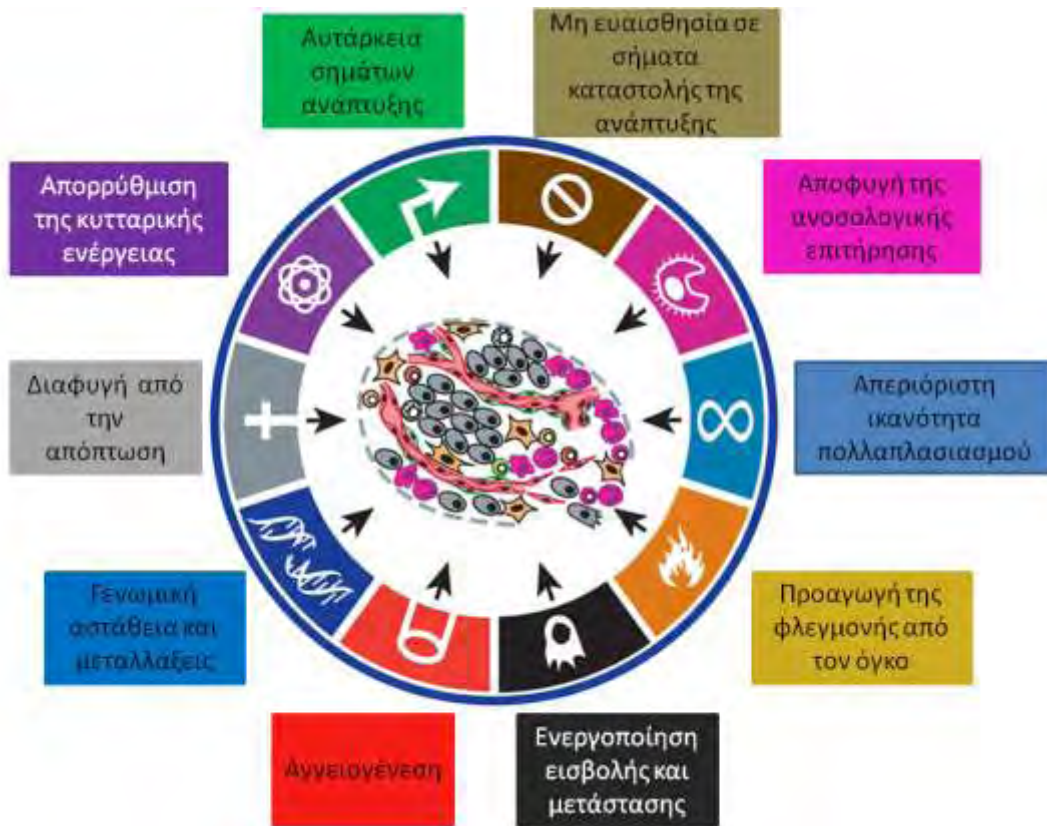 Αυτάρκεια
σημάτων
ανάπτυξης
Μη ευαισθησία σε
σήματα
καταστολής της
ανάπτυξης
Απορρύθμιση
της κυτταρικής
ενέργειας
Αποφυγή της
ανοσολογικής
επιτήρησης
Διαφυγή από
την
απόπτωση
Απεριόριστη
ικανότητα
πολλαπλασιασμού
Γενωμική
αστάθεια και
μεταλλάξεις
Προαγωγή της
φλεγμονής από
τον όγκο
Αγγειογένεση
Ενεργοποίηση
εισβολής και
μετάστασης